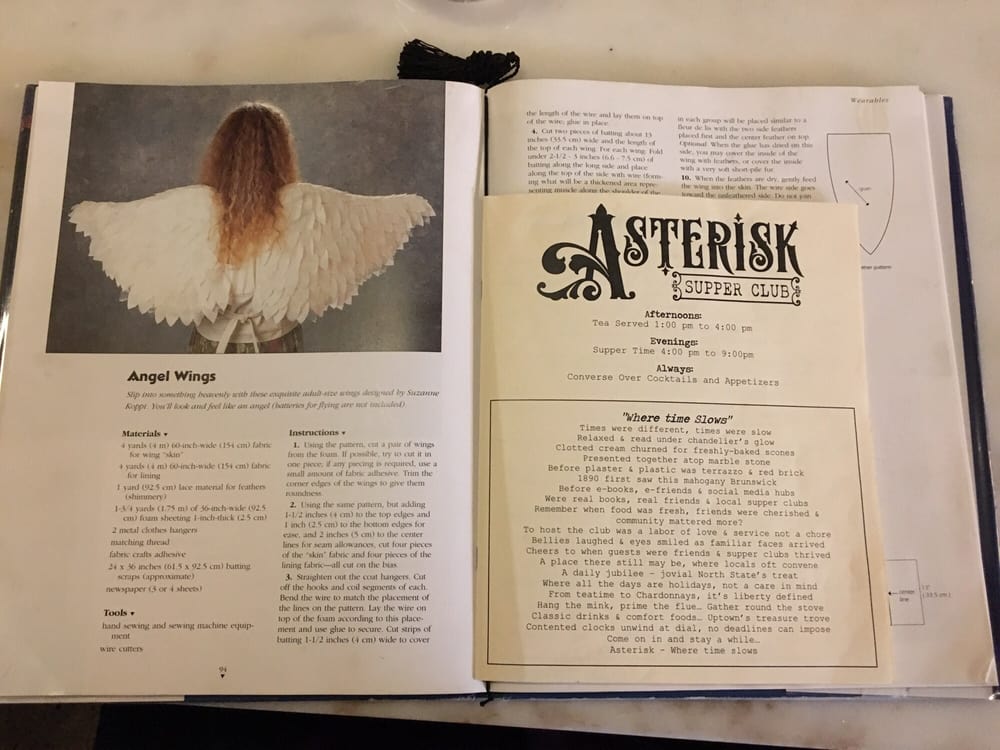 Angel Wings
Slip into something heavenly with these exquisite adult-size wings designed by Suzanne
Koppi. You'll look and feel like an angel (batteries for flying are not included).
Materials ▾
4 yards (4 m) 60-inch-wide (154 cm) fabric
for wing "skin"
4 yards (4 m) 60-inch-wide (154 cm) fabric
for lining
1 yard (92.5 cm) lace material for feathers
(shimmery)
1-3/4 yards (1.75 m) of 36-inch-wide (92.5
cm) foam sheeting 1-inch-thick (2.5 cm)
2 metal clothes hangers
matching thread
fabric crafts adhesive
24 x 36 inches (61.5 x 92.5 cm) batting
scraps (approximate)
newspaper (3 or 4 sheets)
Tools ▾
hand sewing and sewing machine equip-
ment
wire cutters
Instructions ▾
1. Using the pattern, cut a pair of wings
from the foam. If possible, try to cut it in
one piece; if any piecing is required, use a
small amount of fabric adhesive. Trim the
corner edges of the wings to give them
roundness.
2. Using the same pattern, but adding
1-1/2 inches (4 cm) to the top edges and
1 inch (2.5 cm) to the bottom edges for
ease, and 2 inches (5 cm) to the center
lines for seam allowances, cut four pieces
of the "skin" fabric and four pieces of the
lining fabric—all cut on the bias.
3. Straighten out the coat hangers. Cut
off the hooks and coil segments of each.
Bend the wire to match the placement of
the lines on the pattern. Lay the wire on
top of the foam according to this place-
ment and use glue to secure. Cut strips of
batting 1-1/2 inches (4 cm) wide to cover
94
Wearables
the length of the wire and lay them on top
of the wire; glue in place.
4. Cut two pieces of batting about 13
inches (33.5 cm) wide and the length of
the top of each wing. For each wing: Fold
under 2-1/2 - 3 inches (6.6 - 7.5 cm) of
batting along the long side and place
along the top of the side with wire (form-
ing what will be a thickened area repre-
senting muscle along the shoulder of the
in each group will be placed similar to a
fleur de lis with the two side feathers
placed first and the center feather on top.
Optional: When the glue has dried on this
side, you may cover the inside of the
wing with feathers, or cover the inside
with a very soft short-pile fur.
10. When the feathers are dry, gently feed
the wing into the skin. The wire side goes
toward the unfeathered side. Do not join
grain
pattern
center
line
13"
(33.5 cm)
ASTERISK
SUPPER CLUB
Afternoons:
Tea Served 1:00 pm to 4:00 pm
Evenings:
Supper Time 4:00 pm to 9:00pm
Always:
Converse Over Cocktails and Appetizers
"Where time Slows"
Times were different, times were slow
Relaxed & read under chandelier's glow
Clotted cream churned for freshly-baked scones
Presented together atop marble stone
Before plaster & plastic was terrazzo & red brick
1890 first saw this mahogany Brunswick
Before e-books, e-friends & social media hubs
Were real books, real friends & local supper clubs
Remember when food was fresh, friends were cherished &
community mattered more?
To host the club was a labor of love & service not a chore
Bellies laughed & eyes smiled as familiar faces arrived
Cheers to when guests were friends & supper clubs thrived
A place there still may be, where locals oft convene
A daily jubilee – jovial North State's treat
Where all the days are holidays, not a care in mind
From teatime to Chardonnays, it's liberty defined
Hang the mink, prime the flue… Gather round the stove
Classic drinks & comfort foods… Uptown's treasure trove
Contented clocks unwind at dial, no deadlines can impose
Come on in and stay a while…
Asterisk – Where time slows